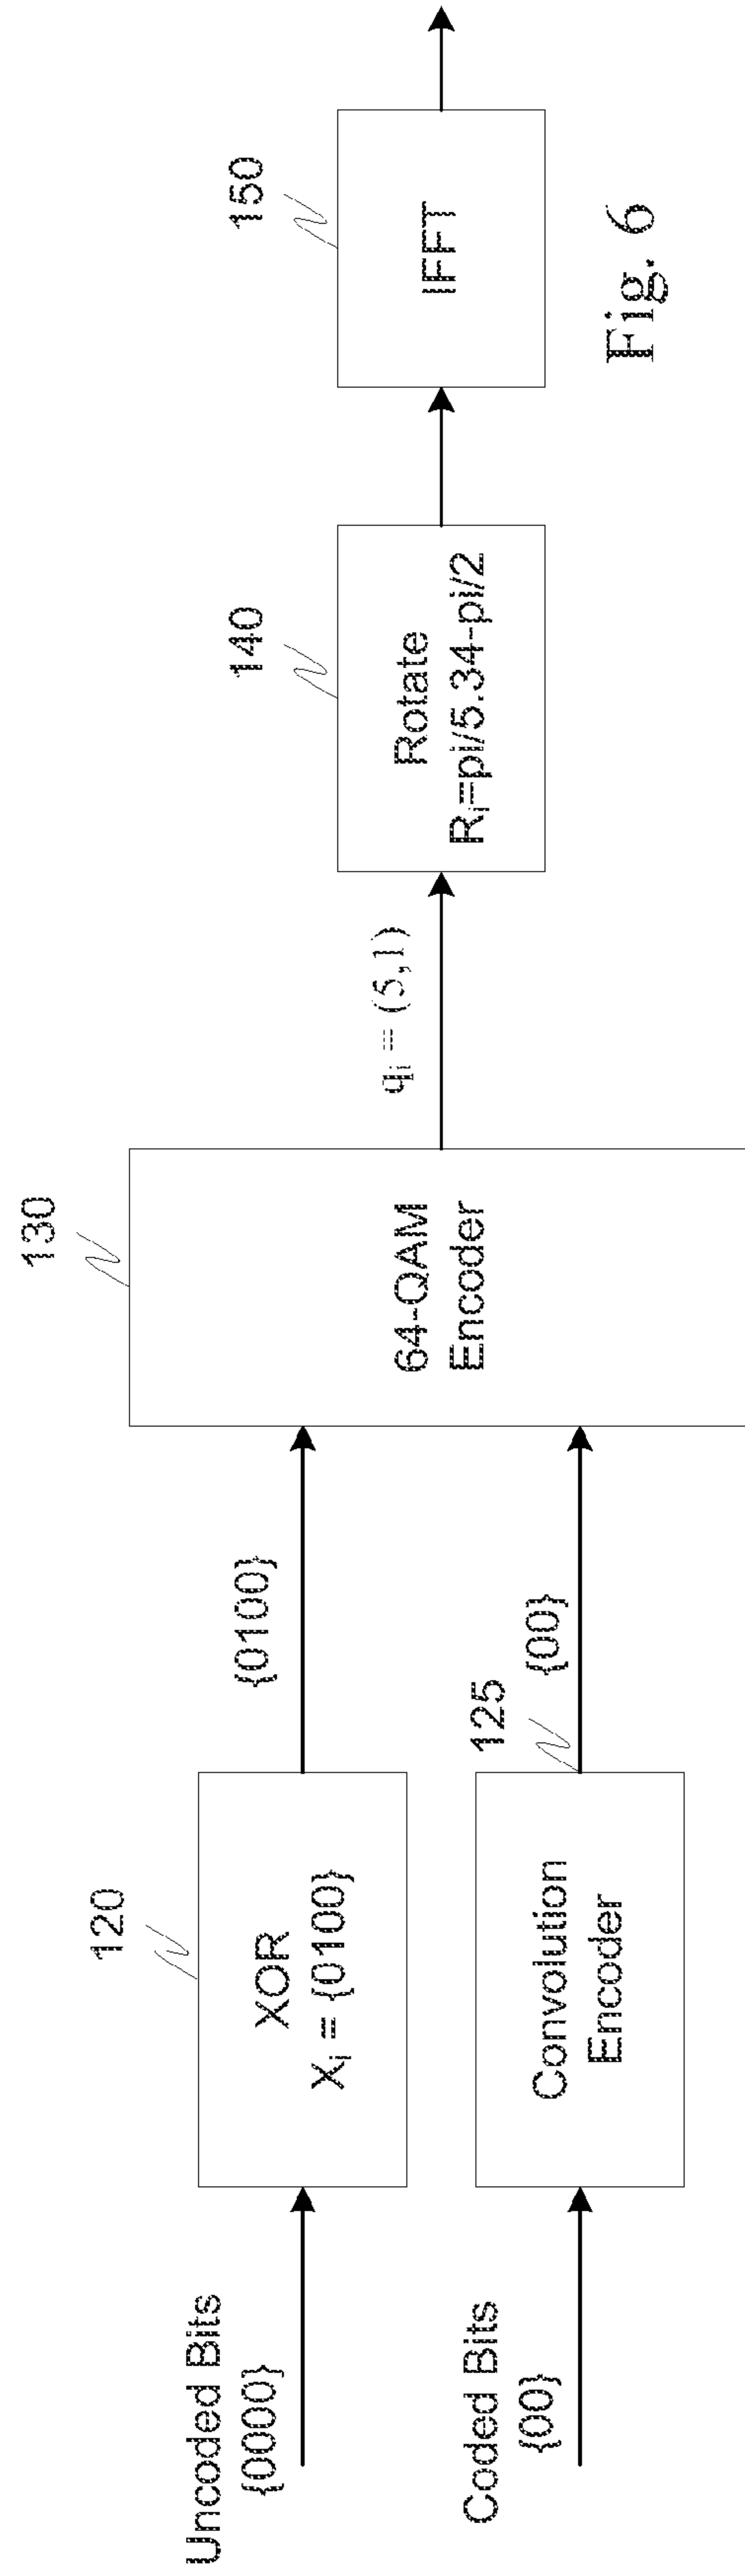 Uncoded Bits
{0000}
120
XOR
Xi = {0100}
{0100}
Coded Bits
{00}
Convolution
Encoder
125
{00}
130
64-QAM
Encoder
qi = (5,1)
140
Rotate
Ri=pi/5.34-pi/2
150
IFFT
Fig. 6